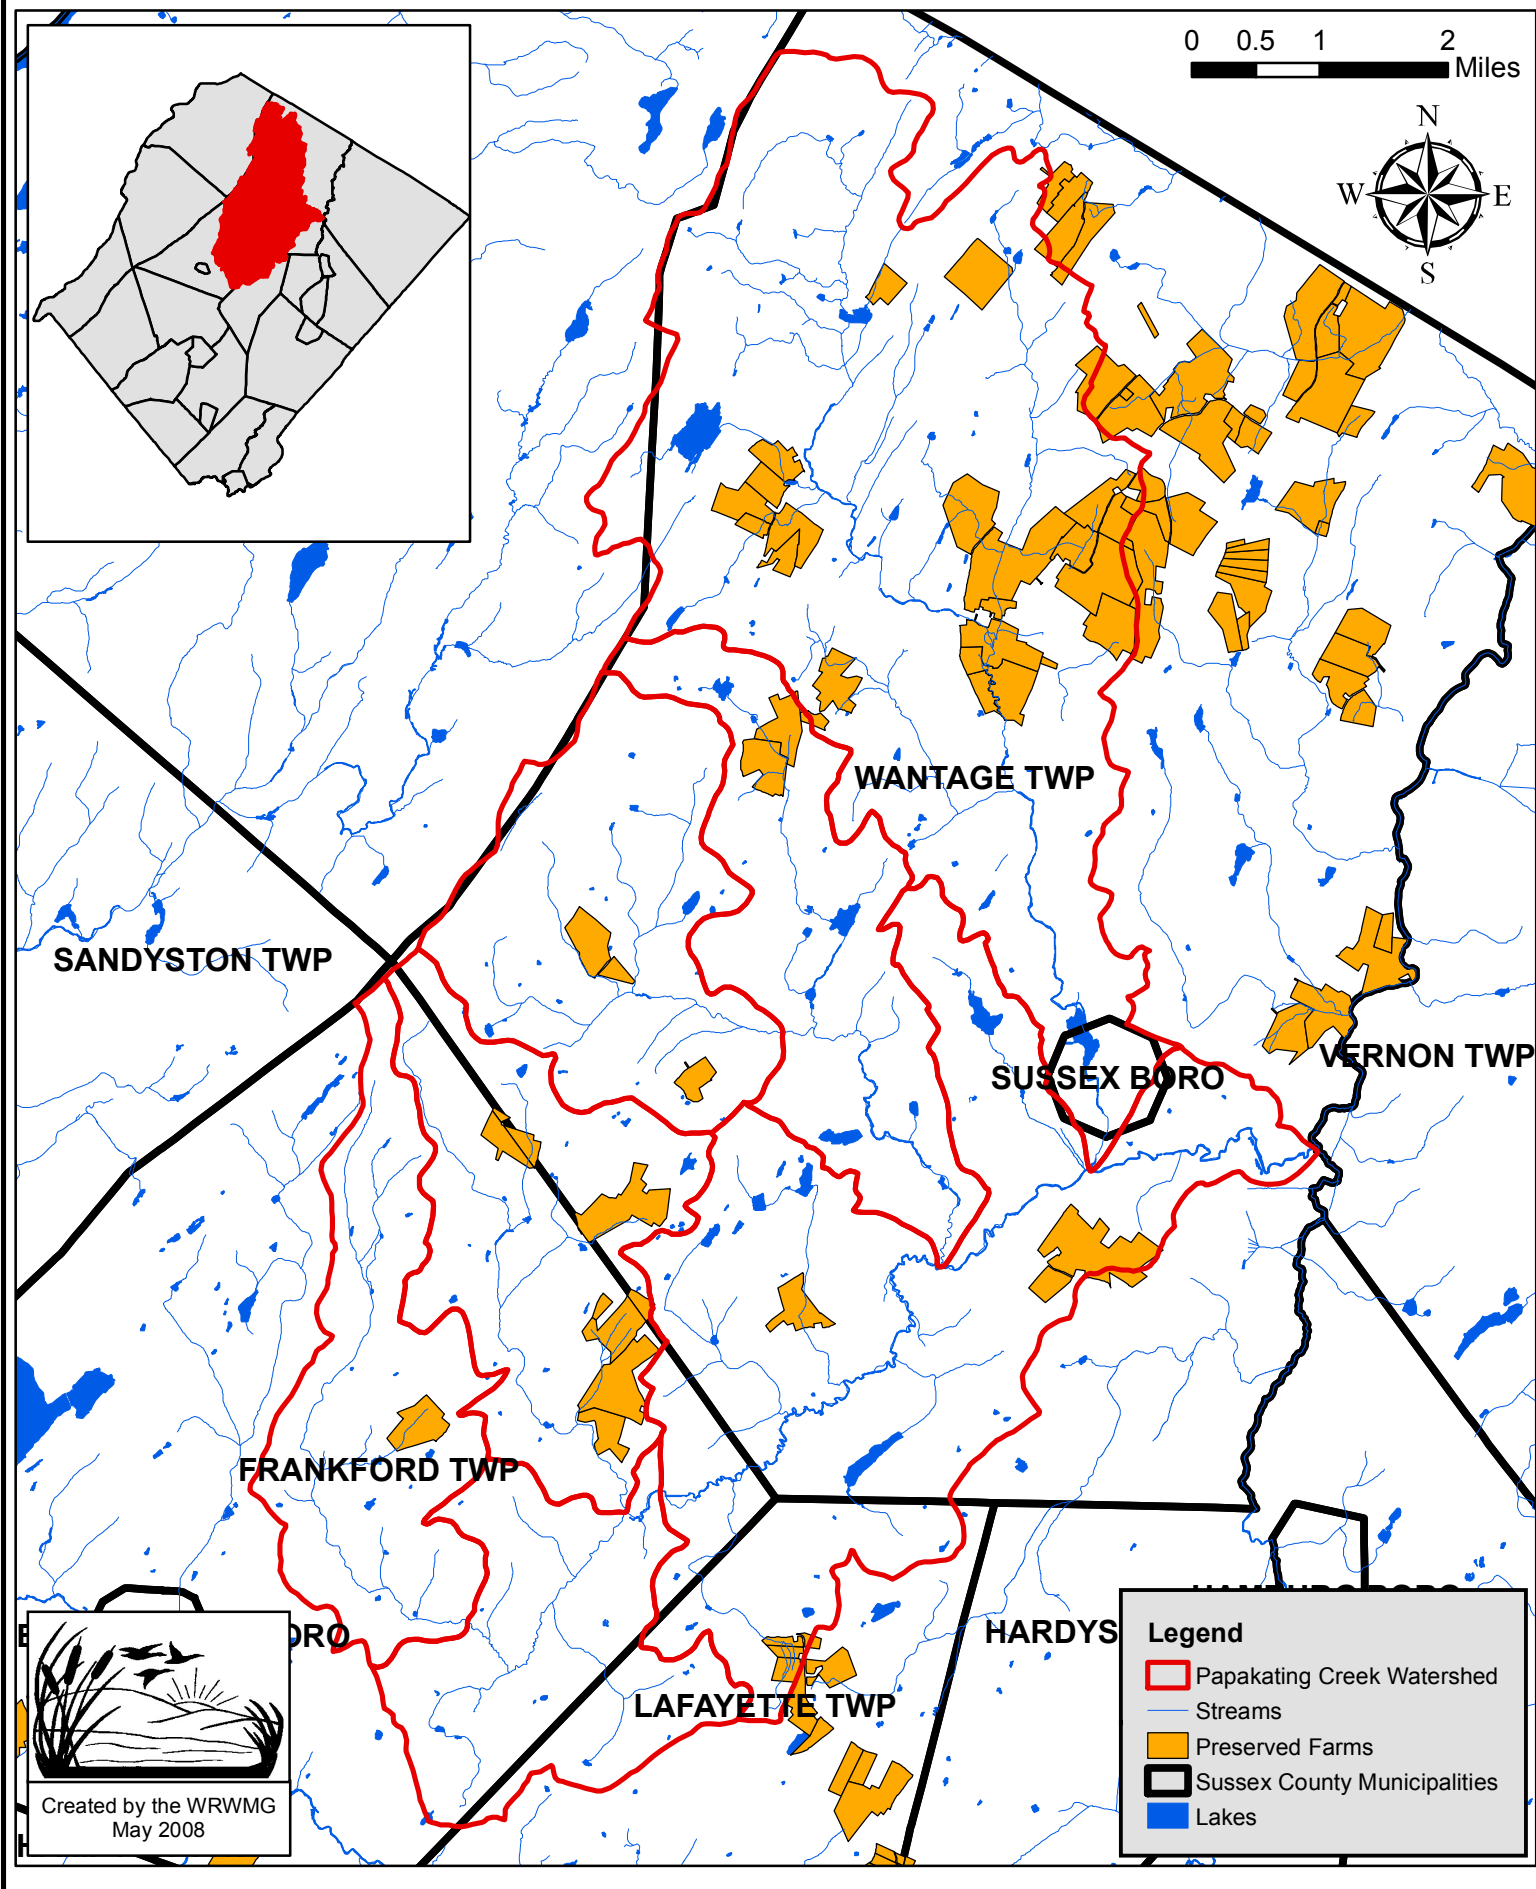 0 0.5 1 2
Miles
N
W E
S
WANTAGE TWP
SANDYSTON TWP
VERNON TWP
SUSSEX BORO
FRANKFORD TWP
ORO
HARDYS
LAFAYETTE TWP
Legend
Papakating Creek Watershed
Streams
Preserved Farms
Sussex County Municipalities
Lakes
Created by the WRWMG
May 2008